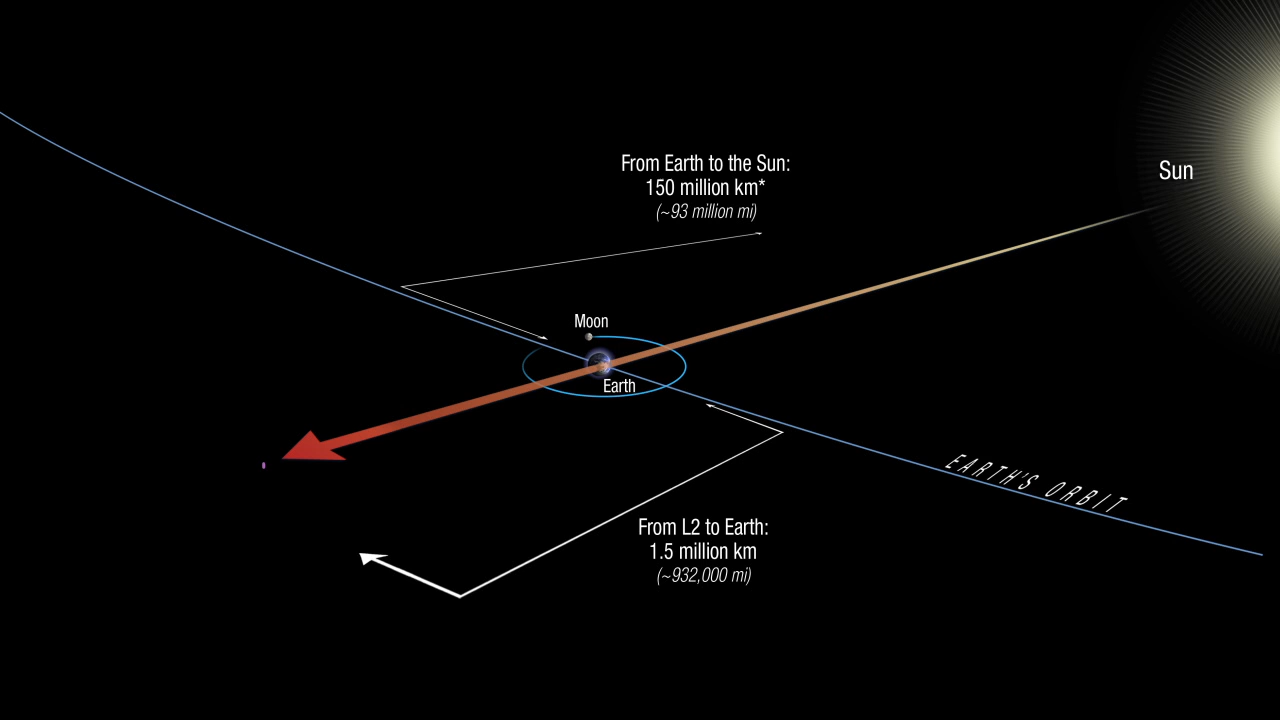 From Earth to the Sun:
150 million km*
(~93 million mi)
Sun
Moon
Earth
EARTH'S ORBIT
From L2 to Earth:
1.5 million km
(~932,000 mi)